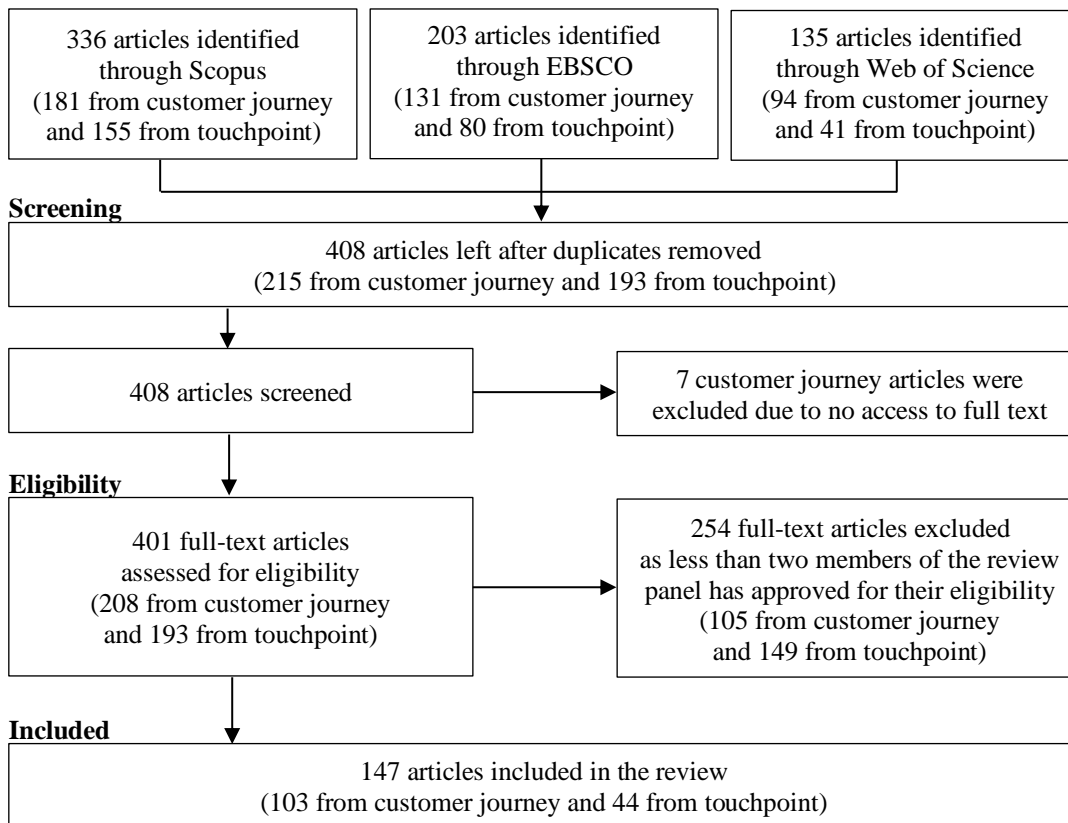 336 articles identified
through Scopus
(181 from customer journey
and 155 from touchpoint)
203 articles identified
through EBSCO
(131 from customer journey
and 80 from touchpoint)
135 articles identified
through Web of Science
(94 from customer journey
and 41 from touchpoint)
Screening
408 articles left after duplicates removed
(215 from customer journey and 193 from touchpoint)
408 articles screened
7 customer journey articles were
excluded due to no access to full text
Eligibility
401 full-text articles
assessed for eligibility
(208 from customer journey
and 193 from touchpoint)
254 full-text articles excluded
as less than two members of the review
panel has approved for their eligibility
(105 from customer journey
and 149 from touchpoint)
Included
147 articles included in the review
(103 from customer journey and 44 from touchpoint)